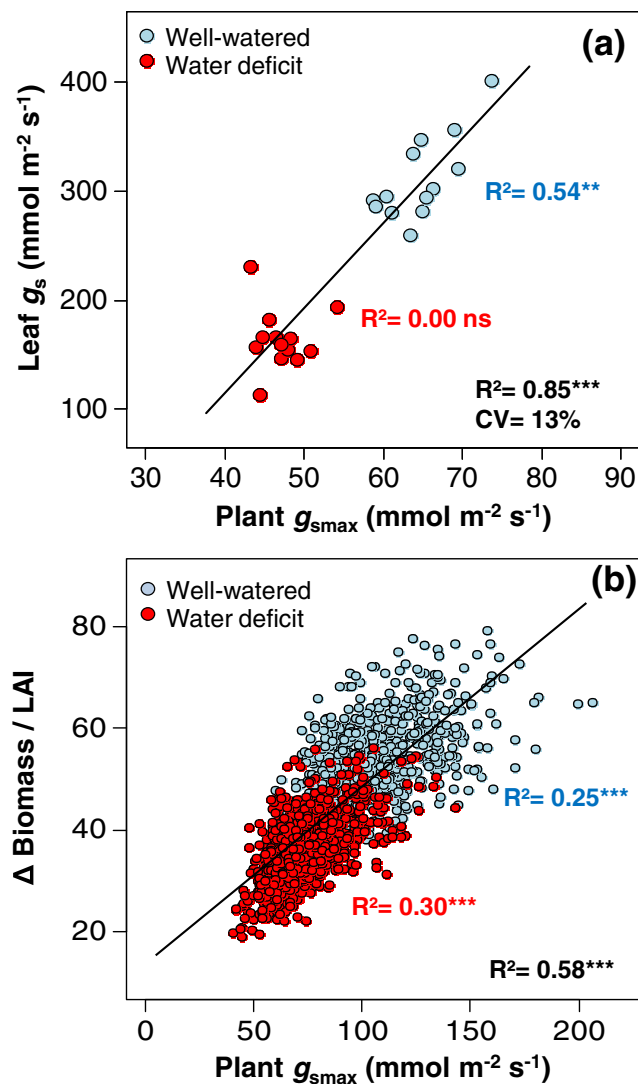 (a)
Well-watered
Water deficit
400
300
200
100
Leaf gs (mmol m-2 s-1)
R²= 0.54**
R²= 0.00 ns
R²= 0.85***
CV= 13%
30 40 50 60 70 80 90
Plant gsmax (mmol m-2 s-1)
(b)
Well-watered
Water deficit
80
60
40
20
Δ Biomass / LAI
R²= 0.25***
R²= 0.30***
R²= 0.58***
0 50 100 150 200
Plant gsmax (mmol m-2 s-1)